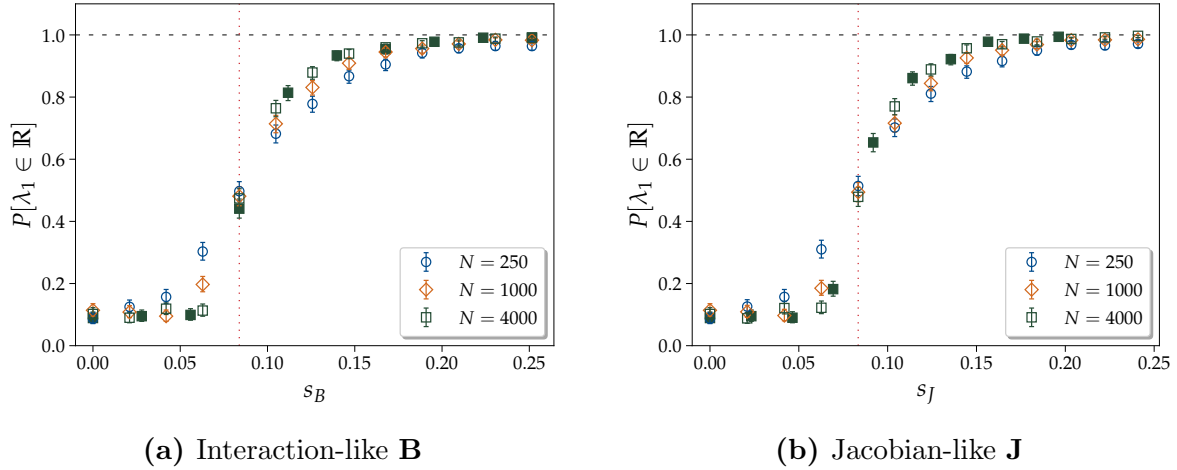 1.0
0.8
0.6
0.4
0.2
0.0
P[λ₁ ∈ ℝ]
N = 250
N = 1000
N = 4000
0.00 0.05 0.10 0.15 0.20 0.25
s_B
(a) Interaction-like B
1.0
0.8
0.6
0.4
0.2
0.0
P[λ₁ ∈ ℝ]
N = 250
N = 1000
N = 4000
0.00 0.05 0.10 0.15 0.20 0.25
s_J
(b) Jacobian-like J